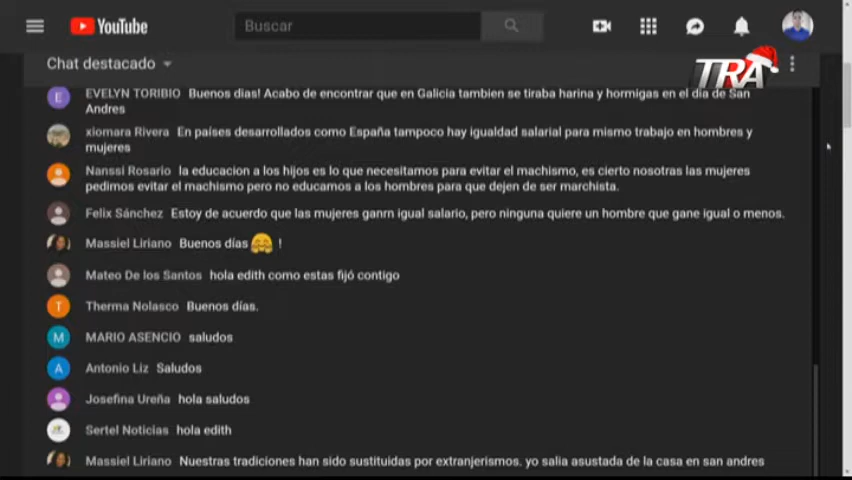 YouTube
Buscar
Chat destacado
TRA
E EVELYN TORIBIO Buenos dias! Acabo de encontrar que en Galicia tambien se tiraba harina y hormigas en el dia de San
Andres
xiomara Rivera En países desarrollados como España tampoco hay igualdad salarial para mismo trabajo en hombres y
mujeres
Nanssi Rosario la educacion a los hijos es lo que necesitamos para evitar el machismo, es cierto nosotras las mujeres
pedimos evitar el machismo pero no educamos a los hombres para que dejen de ser marchista.
Felix Sánchez Estoy de acuerdo que las mujeres ganrn igual salario, pero ninguna quiere un hombre que gane igual o menos.
Massiel Liriano Buenos días 🤗 !
Mateo De los Santos hola edith como estas fijó contigo
T Therma Nolasco Buenos días.
M MARIO ASENCIO saludos
A Antonio Liz Saludos
Josefina Ureña hola saludos
Sertel Noticias hola edith
Massiel Liriano Nuestras tradiciones han sido sustituidas por extranjerismos. yo salia asustada de la casa en san andres